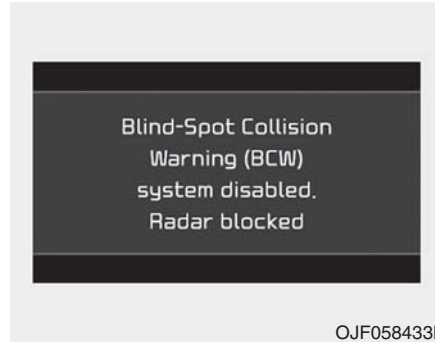 Blind-Spot Collision
Warning (BCW)
system disabled.
Radar blocked
OJF058433